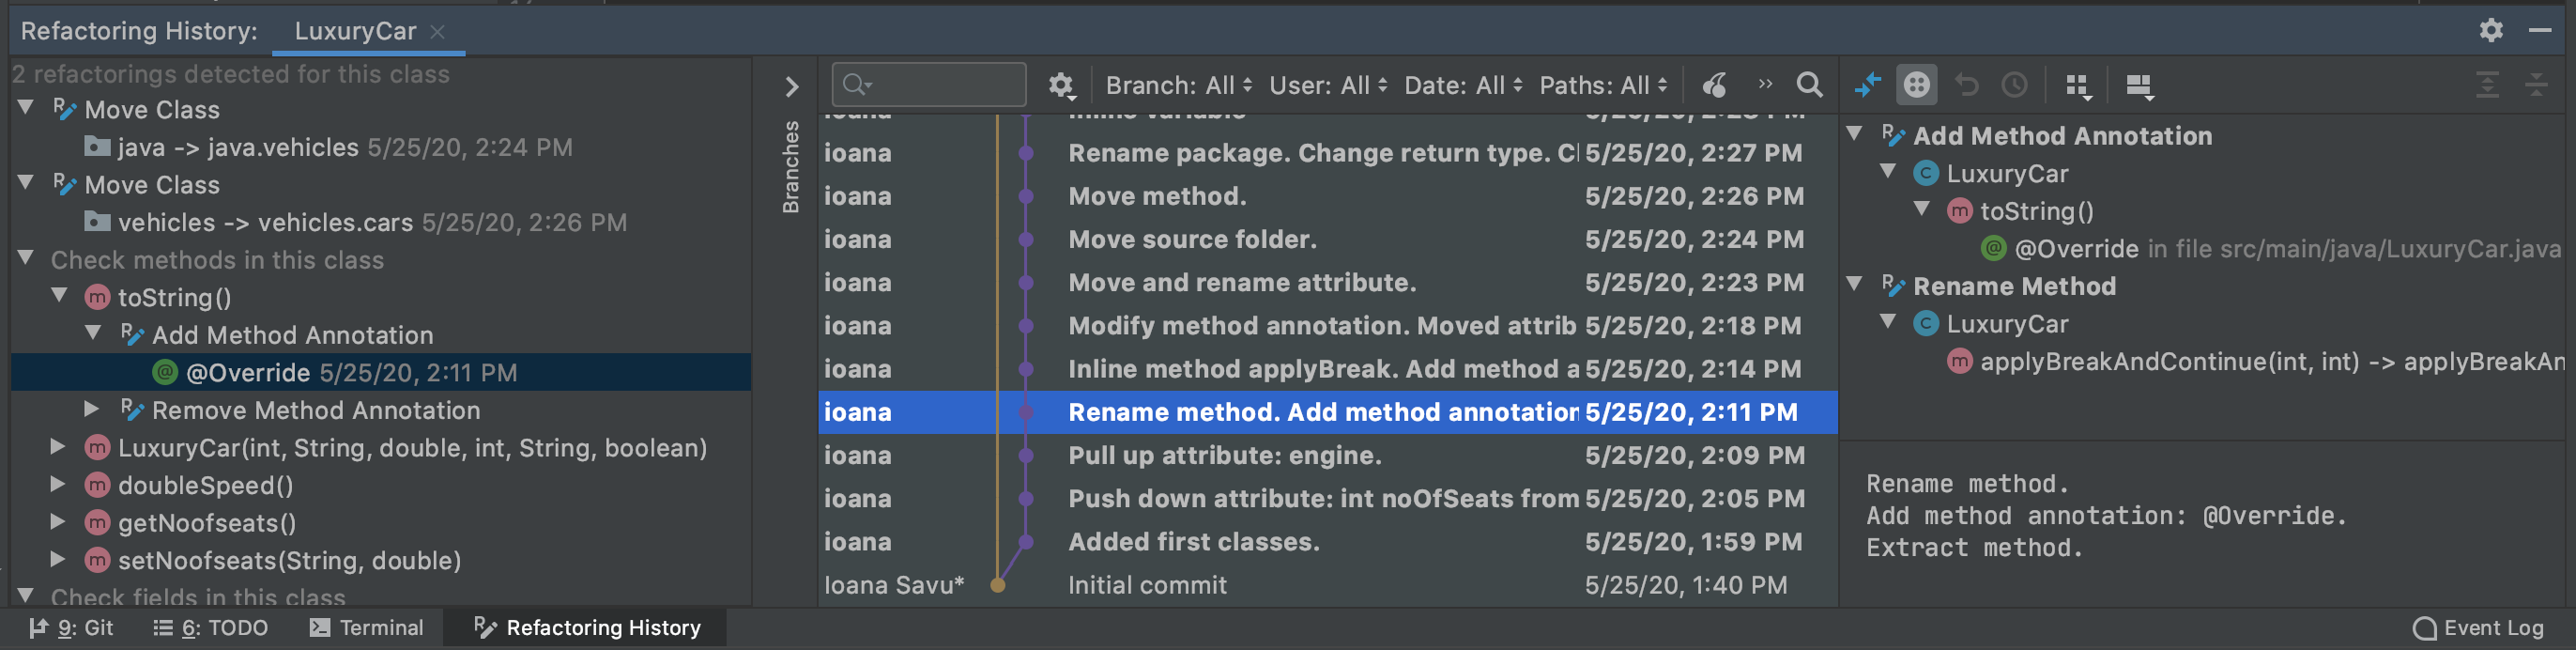 Refactoring History: LuxuryCar
2 refactorings detected for this class
Move Class
java -> java.vehicles 5/25/20, 2:24 PM
Move Class
vehicles -> vehicles.cars 5/25/20, 2:26 PM
Check methods in this class
toString()
Add Method Annotation
@Override 5/25/20, 2:11 PM
Remove Method Annotation
LuxuryCar(int, String, double, int, String, boolean)
doubleSpeed()
getNoofseats()
setNoofseats(String, double)
Check fields in this class
Branches
Branch: All User: All Date: All Paths: All
ioana Inline variable 5/25/20, 2:28 PM
ioana Rename package. Change return type. 5/25/20, 2:27 PM
ioana Move method. 5/25/20, 2:26 PM
ioana Move source folder. 5/25/20, 2:24 PM
ioana Move and rename attribute. 5/25/20, 2:23 PM
ioana Modify method annotation. Moved attrib 5/25/20, 2:18 PM
ioana Inline method applyBreak. Add method a 5/25/20, 2:14 PM
ioana Rename method. Add method annotation 5/25/20, 2:11 PM
ioana Pull up attribute: engine. 5/25/20, 2:09 PM
ioana Push down attribute: int noOfSeats from 5/25/20, 2:05 PM
ioana Added first classes. 5/25/20, 1:59 PM
Ioana Savu* Initial commit 5/25/20, 1:40 PM
Add Method Annotation
LuxuryCar
toString()
@Override in file src/main/java/LuxuryCar.java
Rename Method
LuxuryCar
applyBreakAndContinue(int, int) -> applyBreakAn
Rename method.
Add method annotation: @Override.
Extract method.
9: Git 6: TODO Terminal Refactoring History Event Log